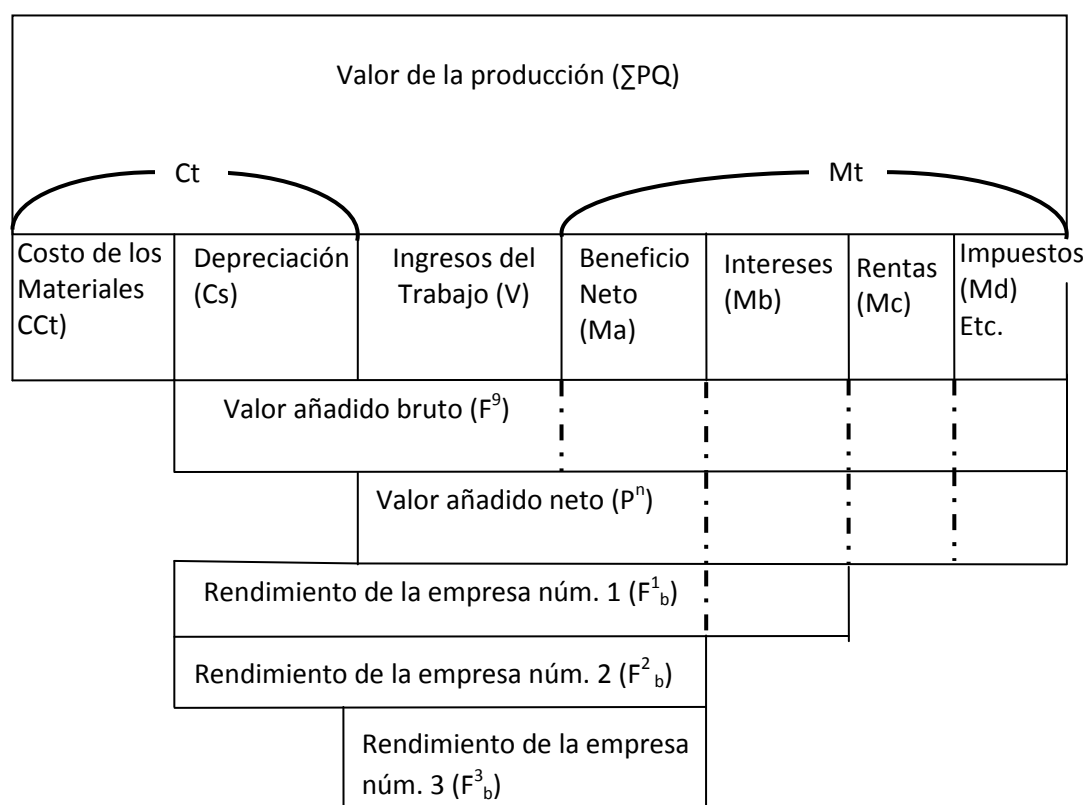 Valor de la producción (∑PQ)
Ct
Mt
Costo de los
Materiales
CCt)
Depreciación
(Cs)
Ingresos del
Trabajo (V)
Beneficio
Neto
(Ma)
Intereses
(Mb)
Rentas
(Mc)
Impuestos
(Md)
Etc.
Valor añadido bruto (F⁹)
Valor añadido neto (Pⁿ)
Rendimiento de la empresa núm. 1 (F¹b)
Rendimiento de la empresa núm. 2 (F² b)
Rendimiento de la empresa
núm. 3 (F³b)